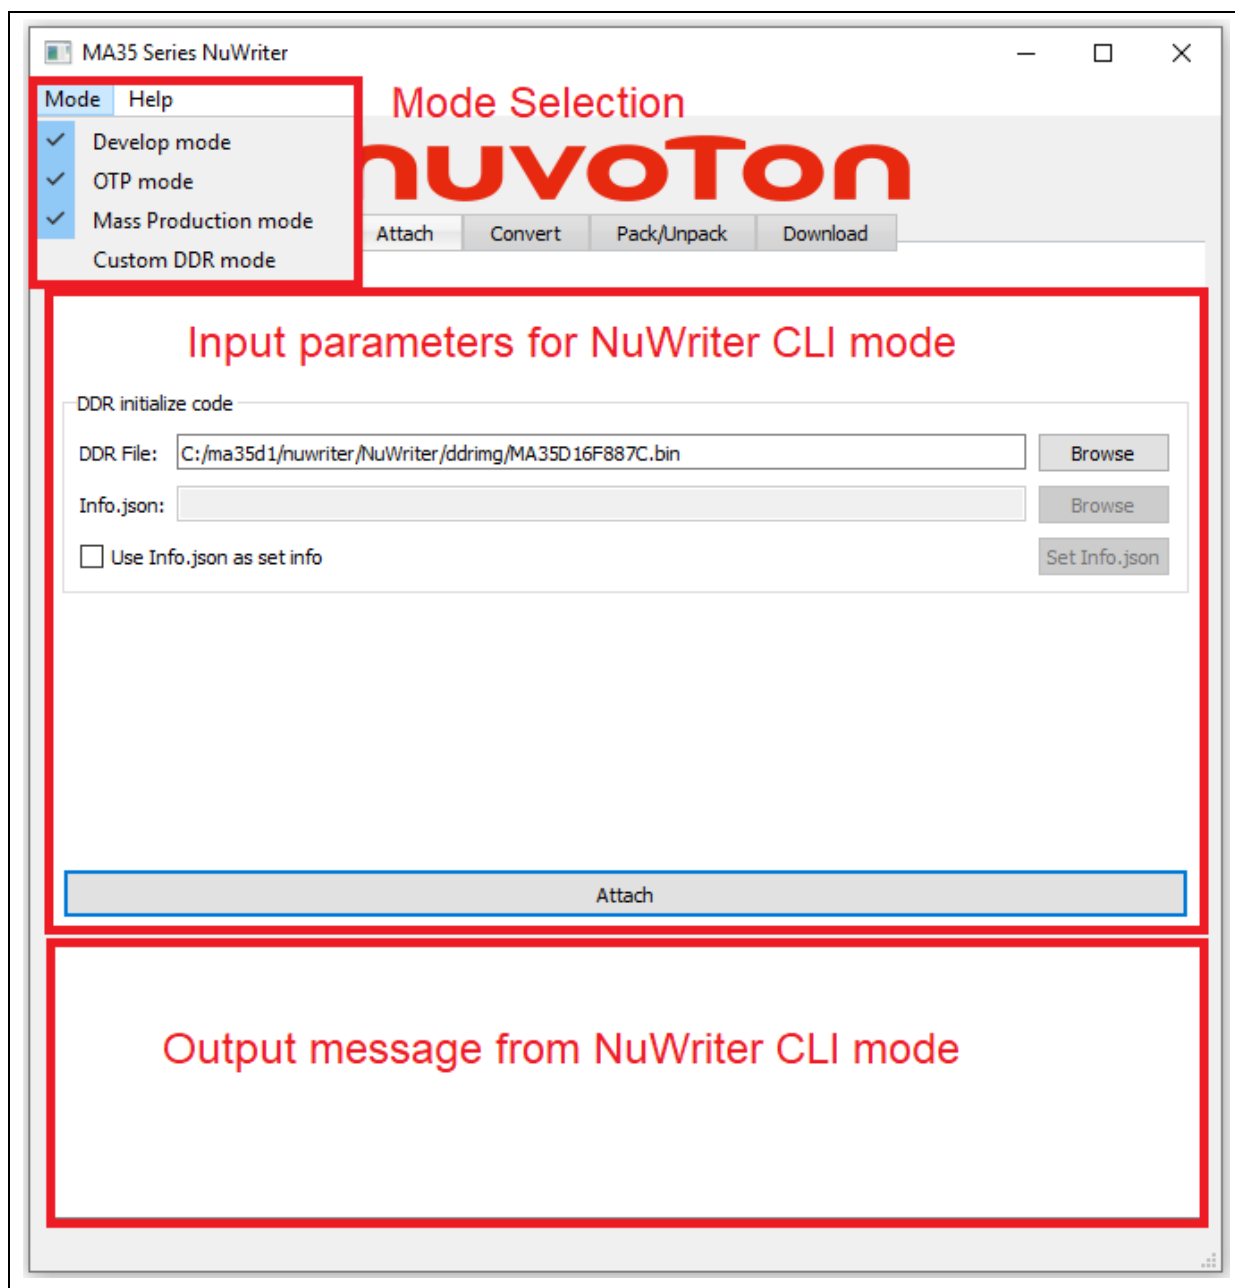 MA35 Series NuWriter
Mode Help
Mode Selection
Develop mode
OTP mode
Mass Production mode
Custom DDR mode
nuvoTon
Attach Convert Pack/Unpack Download
Input parameters for NuWriter CLI mode
DDR initialize code
DDR File: C:/ma35d1/nuwriter/NuWriter/ddrimg/MA35D16F887C.bin Browse
Info.json: Browse
Use Info.json as set info Set Info.json
Attach
Output message from NuWriter CLI mode